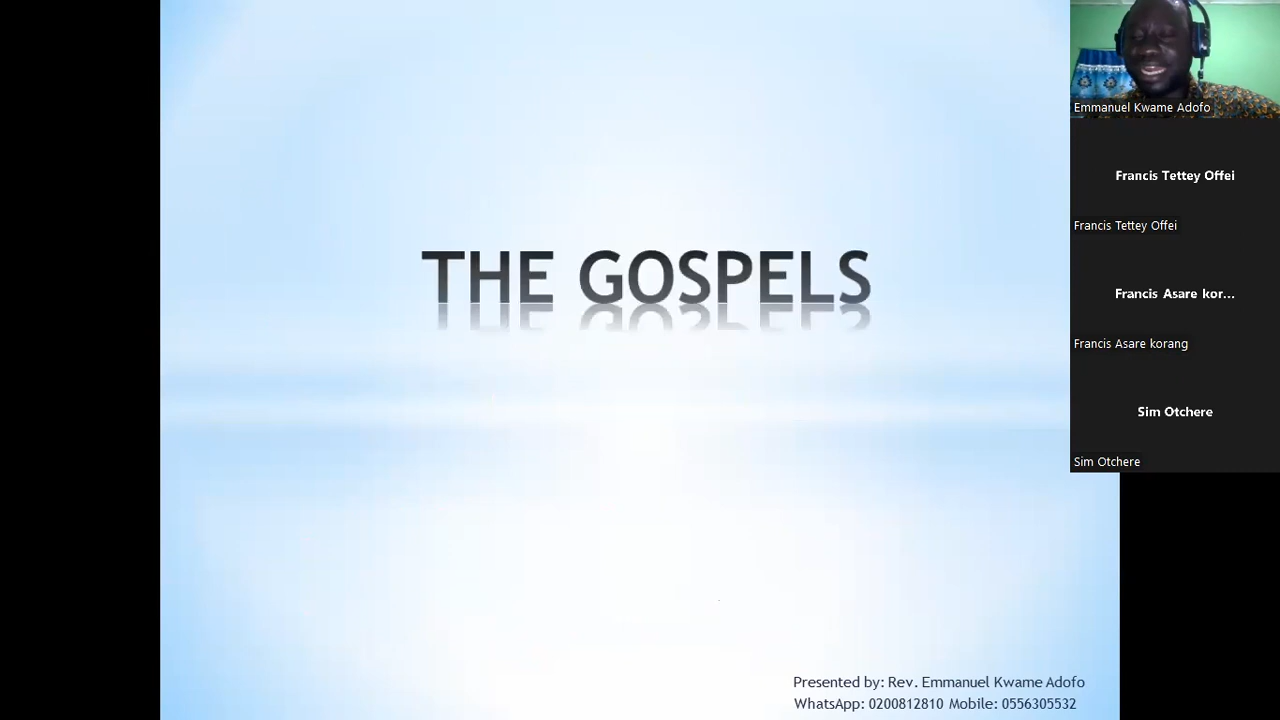 THE GOSPELS
Presented by: Rev. Emmanuel Kwame Adofo
WhatsApp: 0200812810 Mobile: 0556305532
Emmanuel Kwame Adofo
Francis Tettey Offei
Francis Tettey Offei
Francis Asare kor...
Francis Asare korang
Sim Otchere
Sim Otchere